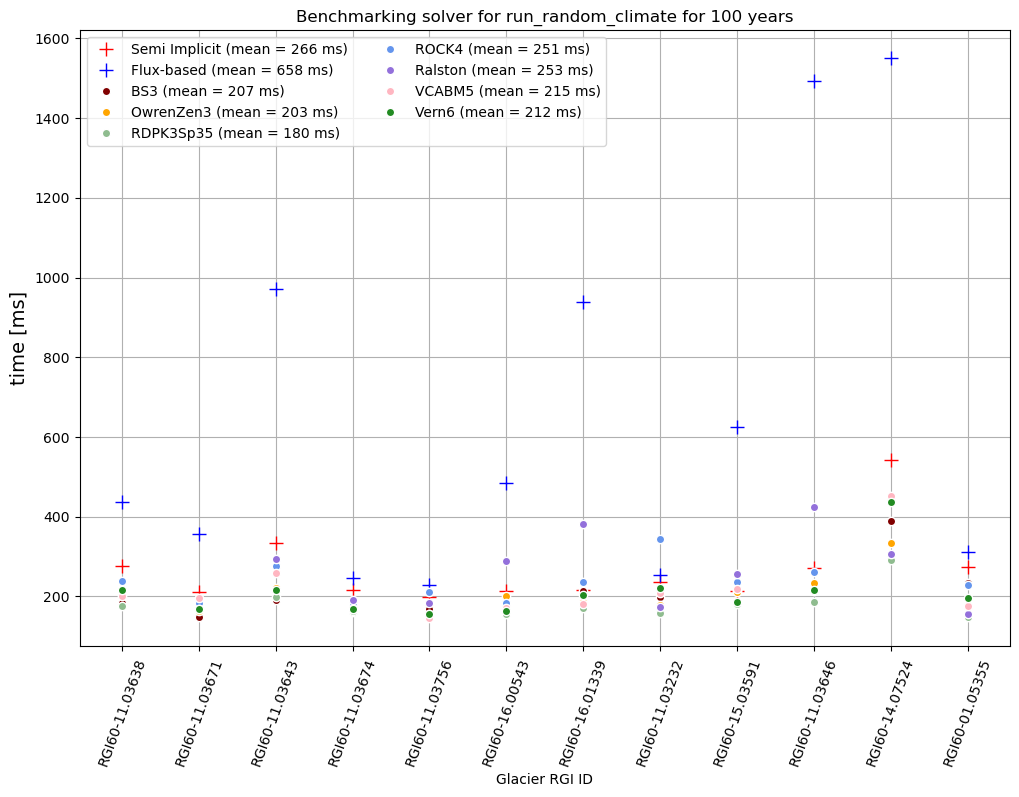 Benchmarking solver for run_random_climate for 100 years
Semi Implicit (mean = 266 ms)
Flux-based (mean = 658 ms)
BS3 (mean = 207 ms)
OwrenZen3 (mean = 203 ms)
RDPK3Sp35 (mean = 180 ms)
ROCK4 (mean = 251 ms)
Ralston (mean = 253 ms)
VCABM5 (mean = 215 ms)
Vern6 (mean = 212 ms)
time [ms]
1600
1400
1200
1000
800
600
400
200
RGI60-11.03638
RGI60-11.03671
RGI60-11.03643
RGI60-11.03674
RGI60-11.03756
RGI60-16.00543
RGI60-16.01339
RGI60-11.03232
RGI60-15.03591
RGI60-11.03646
RGI60-14.07524
RGI60-01.05355
Glacier RGI ID